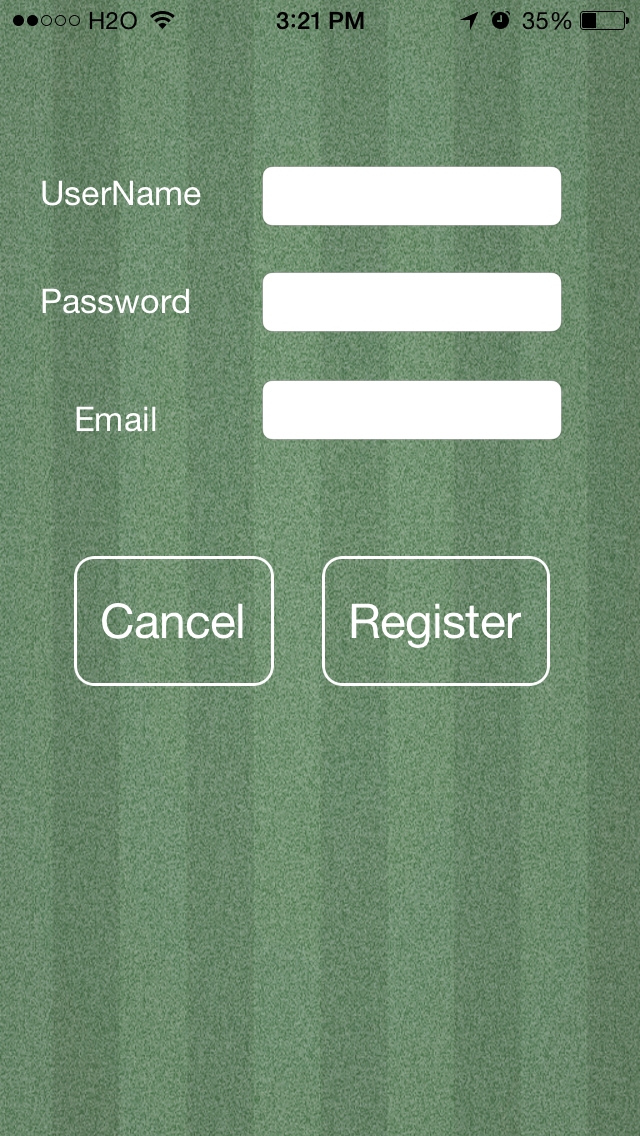 H2O 3:21 PM 35%
UserName
Password
Email
Cancel Register